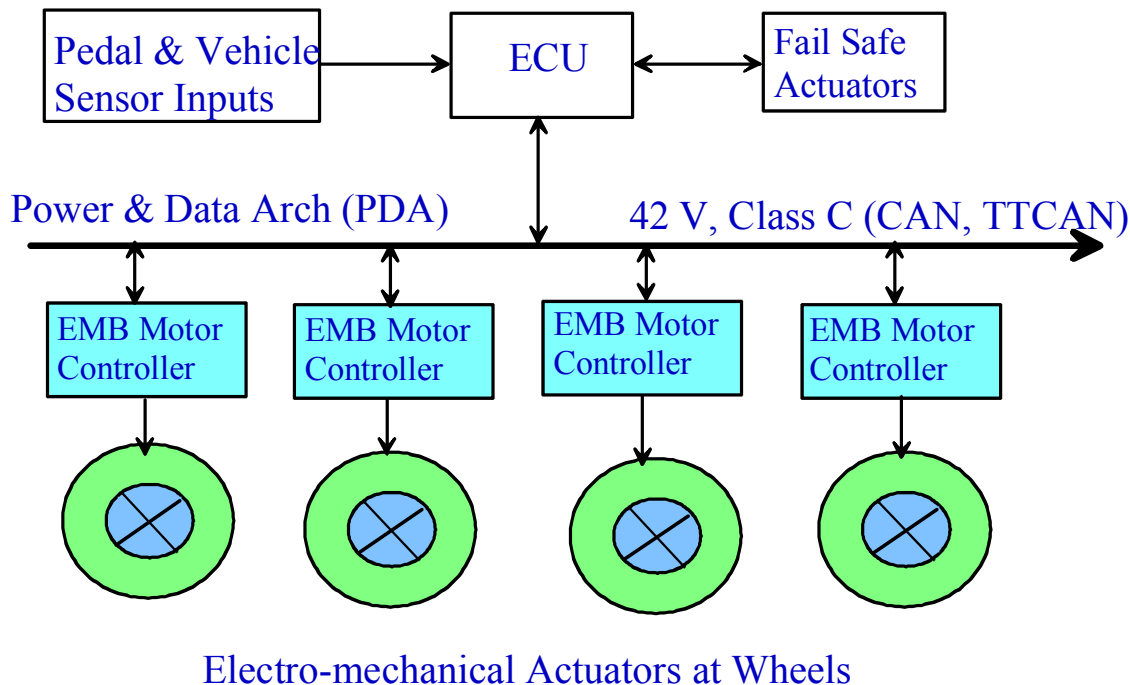 Pedal & Vehicle
Sensor Inputs
ECU
Fail Safe
Actuators
Power & Data Arch (PDA)
42 V, Class C (CAN, TTCAN)
EMB Motor
Controller
EMB Motor
Controller
EMB Motor
Controller
EMB Motor
Controller
Electro-mechanical Actuators at Wheels